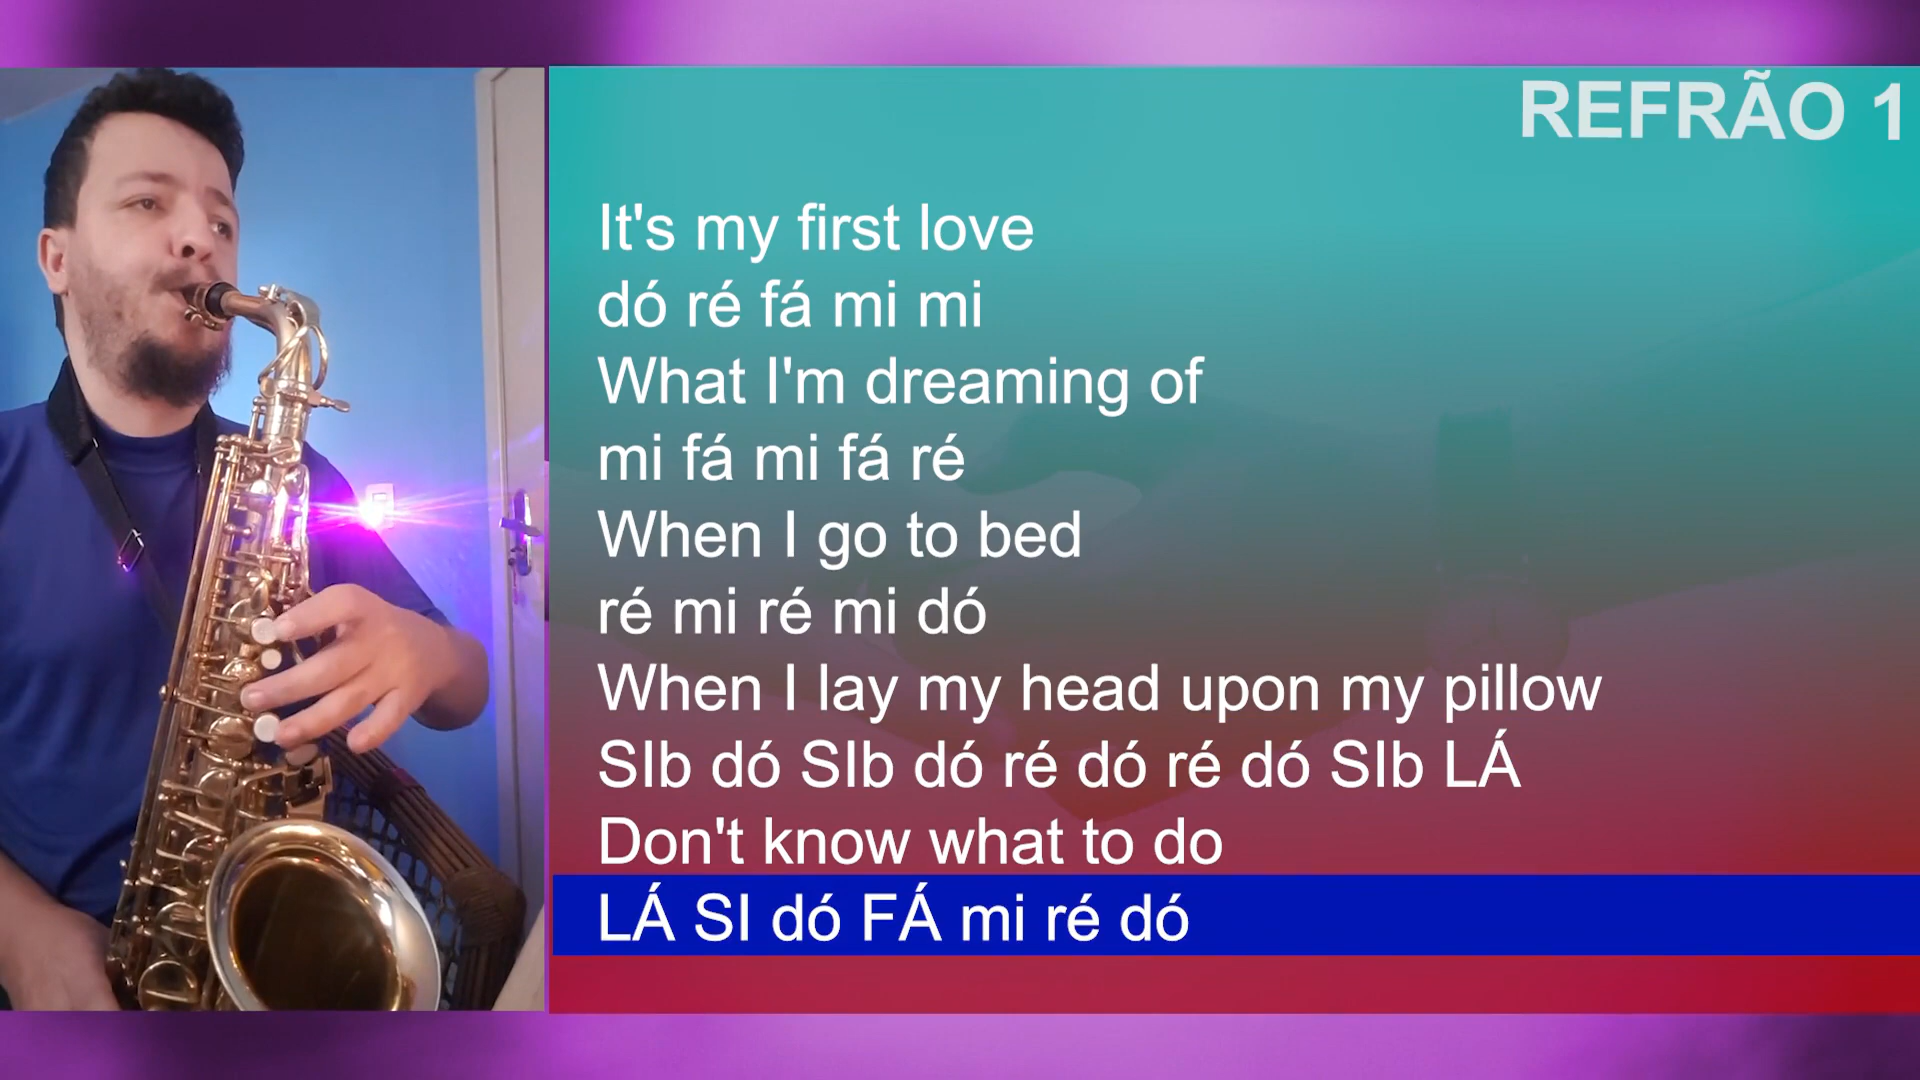 REFRÃO 1
It's my first love
dó ré fá mi mi
What I'm dreaming of
mi fá mi fá ré
When I go to bed
ré mi ré mi dó
When I lay my head upon my pillow
SIb dó SIb dó ré dó ré dó SIb LÁ
Don't know what to do
LÁ SI dó FÁ mi ré dó